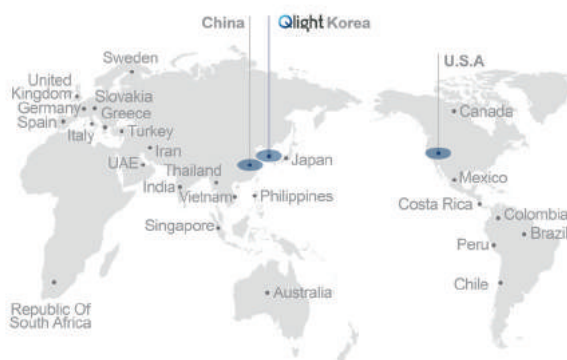 China
Qlight Korea
U.S.A
Sweden
United
Kingdom
Germany
Slovakia
Greece
Spain
Italy
Turkey
Canada
Iran
UAE
Thailand
Japan
India
Vietnam
Philippines
Mexico
Costa Rica
Colombia
Singapore
Brazil
Peru
Chile
Australia
Republic Of
South Africa